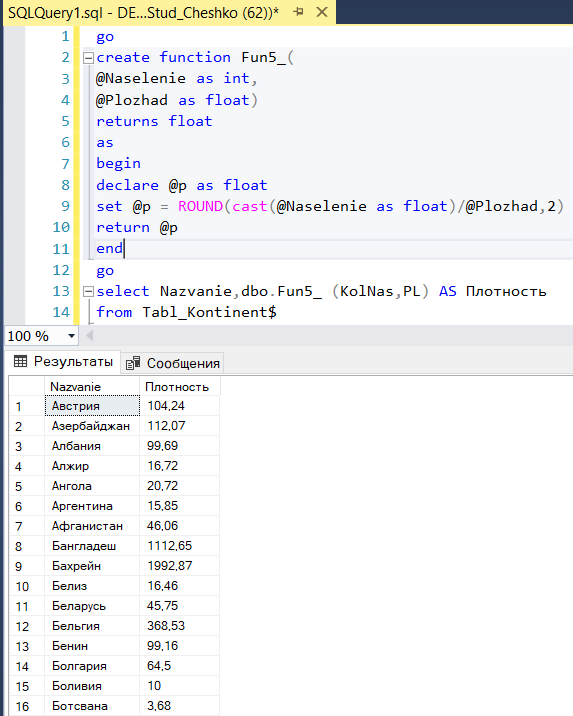 SQLQuery1.sql - DE...Stud_Cheshko (62))*
1 go
2 create function Fun5_(
3 @Naselenie as int,
4 @Plozhad as float)
5 returns float
6 as
7 begin
8 declare @p as float
9 set @p = ROUND(cast(@Naselenie as float)/@Plozhad,2)
10 return @p
11 end
12 go
13 select Nazvanie,dbo.Fun5_ (KolNas,PL) AS Плотность
14 from Tabl_Kontinent$
100 %
Результаты Сообщения
Nazvanie Плотность
1 Австрия 104,24
2 Азербайджан 112,07
3 Албания 99,69
4 Алжир 16,72
5 Ангола 20,72
6 Аргентина 15,85
7 Афганистан 46,06
8 Бангладеш 1112,65
9 Бахрейн 1992,87
10 Белиз 16,46
11 Беларусь 45,75
12 Бельгия 368,53
13 Бенин 99,16
14 Болгария 64,5
15 Боливия 10
16 Ботсвана 3,68